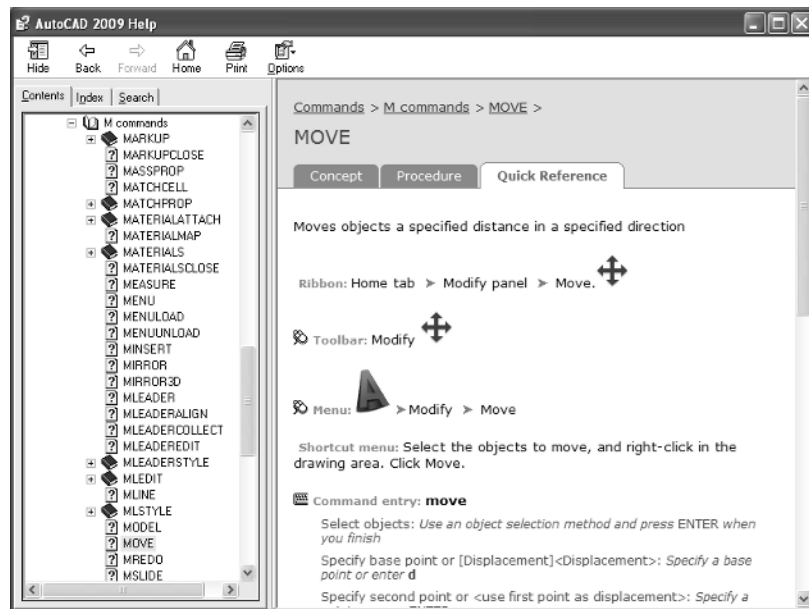 AutoCAD 2009 Help
Hide Back Forward Home Print Options
Contents Index Search
M commands
MARKUP
MARKUPCLOSE
MASSPROP
MATCHCELL
MATCHPROP
MATERIALATTACH
MATERIALMAP
MATERIALS
MATERIALSCLOSE
MEASURE
MENU
MENULOAD
MENUUNLOAD
MINSERT
MIRROR
MIRROR3D
MLEADER
MLEADERALIGN
MLEADERCOLLECT
MLEADEREDIT
MLEADERSTYLE
MLEDIT
MLINE
MLSTYLE
MODEL
MOVE
MREDO
MSLIDE
Commands > M commands > MOVE >
MOVE
Concept Procedure Quick Reference
Moves objects a specified distance in a specified direction
Ribbon: Home tab ➤ Modify panel ➤ Move.
Toolbar: Modify
Menu: ➤ Modify ➤ Move
Shortcut menu: Select the objects to move, and right-click in the
drawing area. Click Move.
Command entry: move
Select objects: Use an object selection method and press ENTER when
you finish
Specify base point or [Displacement]<Displacement>: Specify a base
point or enter d
Specify second point or <use first point as displacement>: Specify a